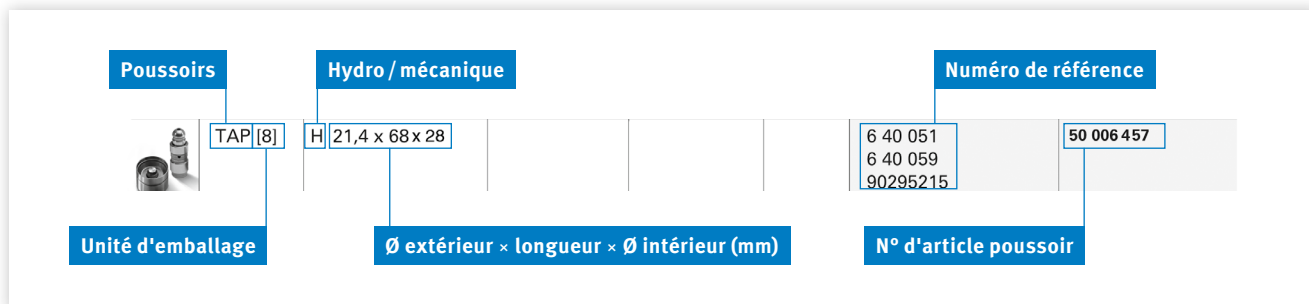 Poussoirs
Hydro / mécanique
Numéro de référence
TAP [8] H 21,4 x 68 x 28 6 40 051 50 006 457
6 40 059
90295215
Unité d'emballage
Ø extérieur × longueur × Ø intérieur (mm)
N° d'article poussoir